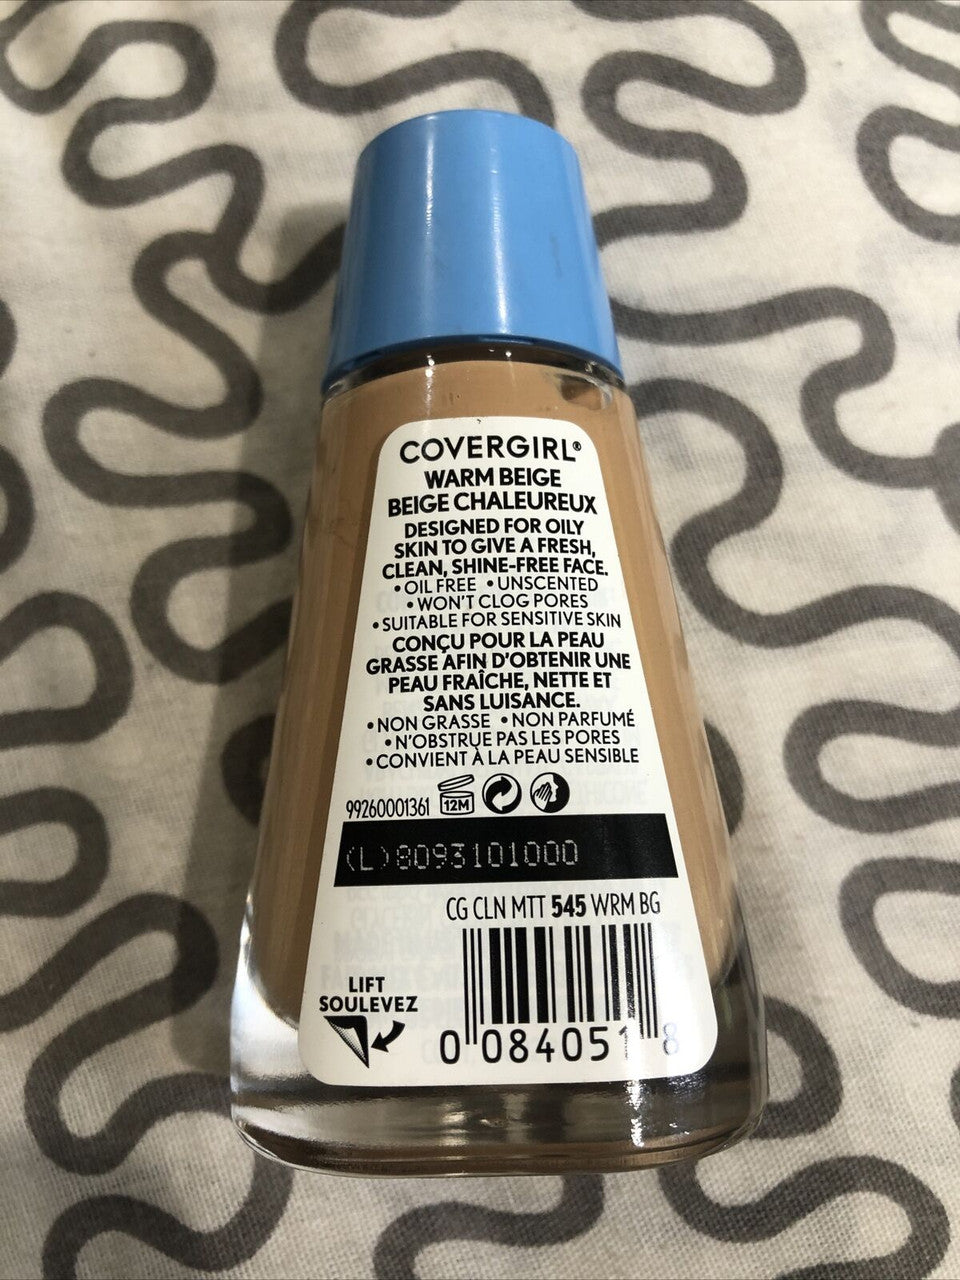 COVERGIRL®
WARM BEIGE
BEIGE CHALEUREUX
DESIGNED FOR OILY
SKIN TO GIVE A FRESH,
CLEAN, SHINE-FREE FACE.
• OIL FREE • UNSCENTED
• WON'T CLOG PORES
• SUITABLE FOR SENSITIVE SKIN
CONÇU POUR LA PEAU
GRASSE AFIN D'OBTENIR UNE
PEAU FRAÎCHE, NETTE ET
SANS LUISANCE.
• NON GRASSE • NON PARFUMÉ
• N'OBSTRUE PAS LES PORES
• CONVIENT À LA PEAU SENSIBLE
99260001361 12M
(L)8093101000
CG CLN MTT 545 WRM BG
LIFT
SOULEVEZ
0 084051 8